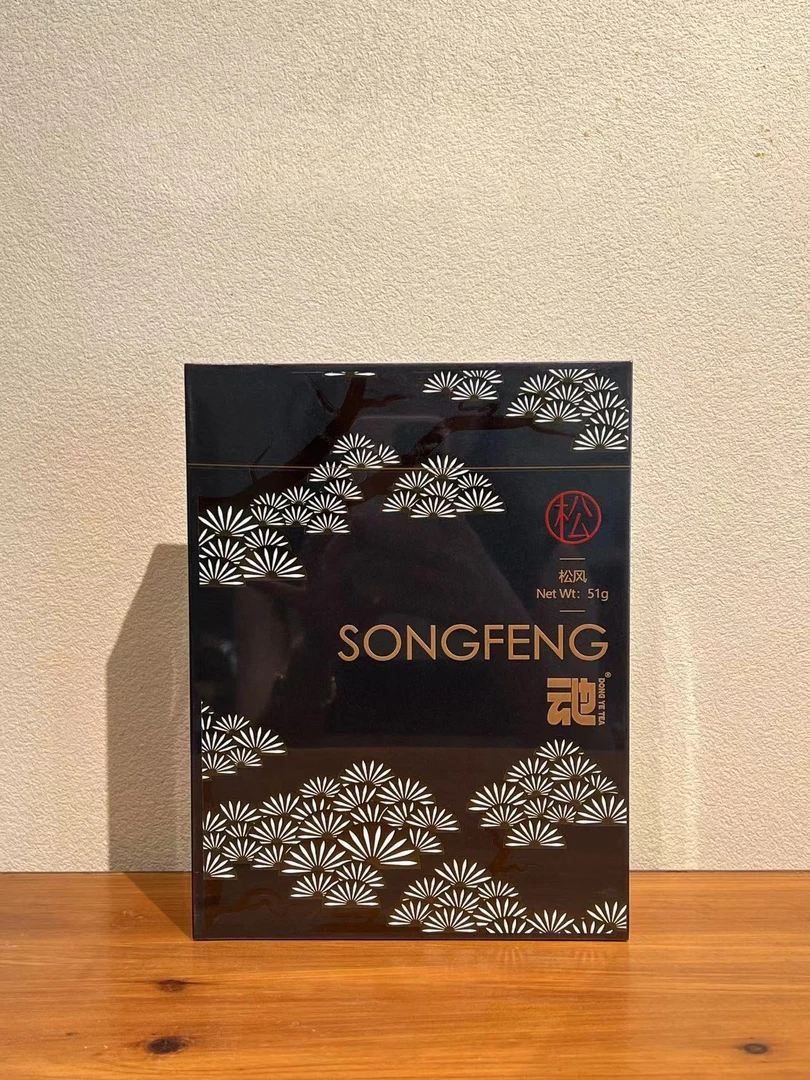 松
松风
Net Wt: 51g
SONGFENG
® DONG YE TEA